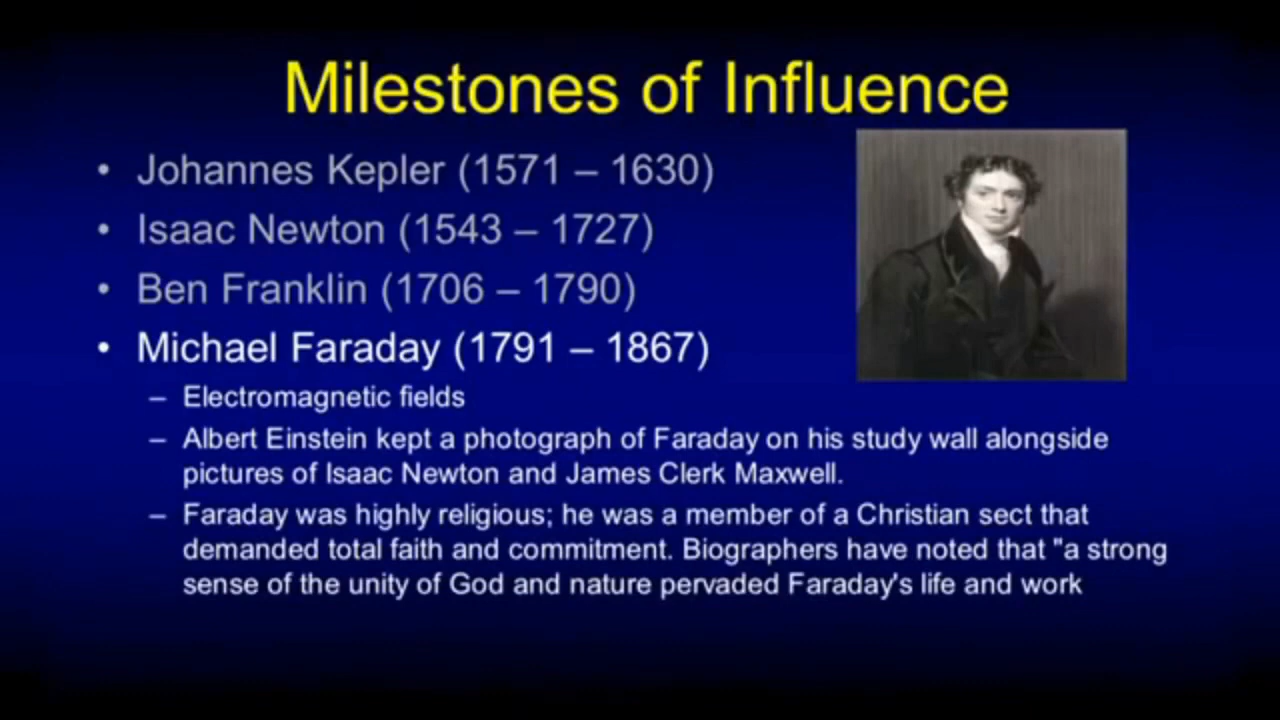 Milestones of Influence
• Johannes Kepler (1571 – 1630)
• Isaac Newton (1543 – 1727)
• Ben Franklin (1706 – 1790)
• Michael Faraday (1791 – 1867)
– Electromagnetic fields
– Albert Einstein kept a photograph of Faraday on his study wall alongside
pictures of Isaac Newton and James Clerk Maxwell.
– Faraday was highly religious; he was a member of a Christian sect that
demanded total faith and commitment. Biographers have noted that "a strong
sense of the unity of God and nature pervaded Faraday's life and work